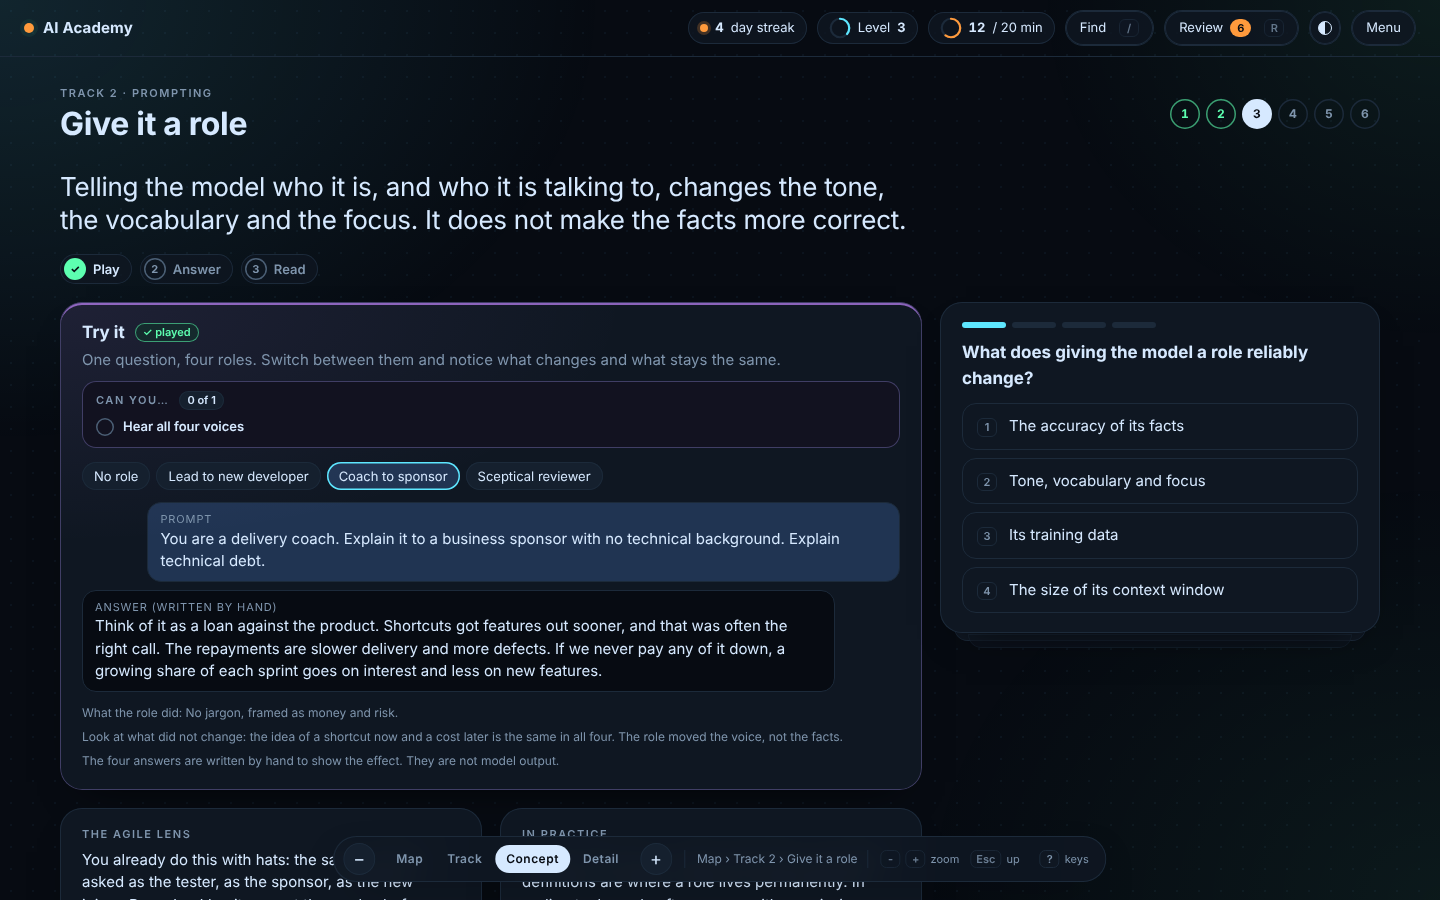 AI Academy
4 day streak
Level 3
12 / 20 min
Find /
Review 6 R
Menu
TRACK 2 · PROMPTING
Give it a role
1 2 3 4 5 6
Telling the model who it is, and who it is talking to, changes the tone,
the vocabulary and the focus. It does not make the facts more correct.
✓ Play
2 Answer
3 Read
Try it ✓ played
One question, four roles. Switch between them and notice what changes and what stays the same.
CAN YOU... 0 of 1
Hear all four voices
No role
Lead to new developer
Coach to sponsor
Sceptical reviewer
PROMPT
You are a delivery coach. Explain it to a business sponsor with no technical background. Explain
technical debt.
ANSWER (WRITTEN BY HAND)
Think of it as a loan against the product. Shortcuts got features out sooner, and that was often the
right call. The repayments are slower delivery and more defects. If we never pay any of it down, a
growing share of each sprint goes on interest and less on new features.
What the role did: No jargon, framed as money and risk.
Look at what did not change: the idea of a shortcut now and a cost later is the same in all four. The role moved the voice, not the facts.
The four answers are written by hand to show the effect. They are not model output.
What does giving the model a role reliably
change?
1 The accuracy of its facts
2 Tone, vocabulary and focus
3 Its training data
4 The size of its context window
THE AGILE LENS
You already do this with hats: the
asked as the tester, as the sponsor, as the new
IN PRACTICE
definitions are where a role lives permanently. In
− Map Track Concept Detail +
Map › Track 2 › Give it a role
- + zoom Esc up ? keys